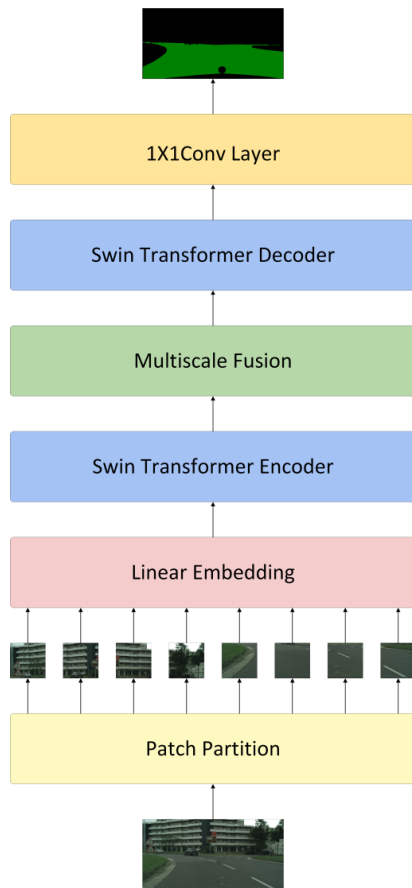 1X1Conv Layer
Swin Transformer Decoder
Multiscale Fusion
Swin Transformer Encoder
Linear Embedding
Patch Partition